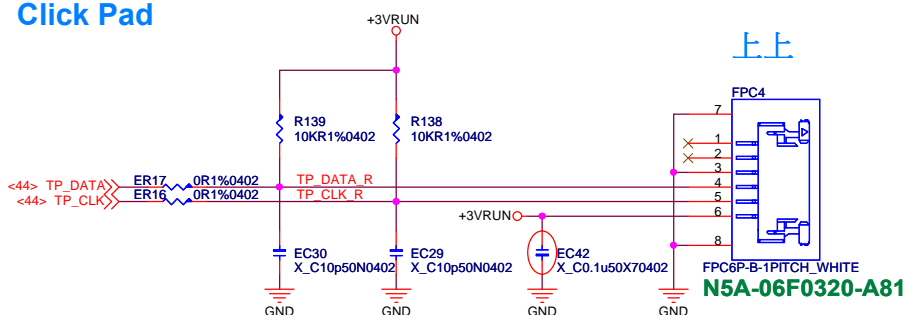 Click Pad
+3VRUN
上上
FPC4
7
R139
10KR1%0402
R138
10KR1%0402
1
2
3
<44> TP_DATA
ER17
0R1%0402
TP_DATA_R
4
<44> TP_CLK
ER16
0R1%0402
TP_CLK_R
5
+3VRUN
6
8
EC30
X_C10p50N0402
EC29
X_C10p50N0402
EC42
X_C0.1u50X70402
FPC6P-B-1PITCH_WHITE
N5A-06F0320-A81
GND
GND
GND
GND